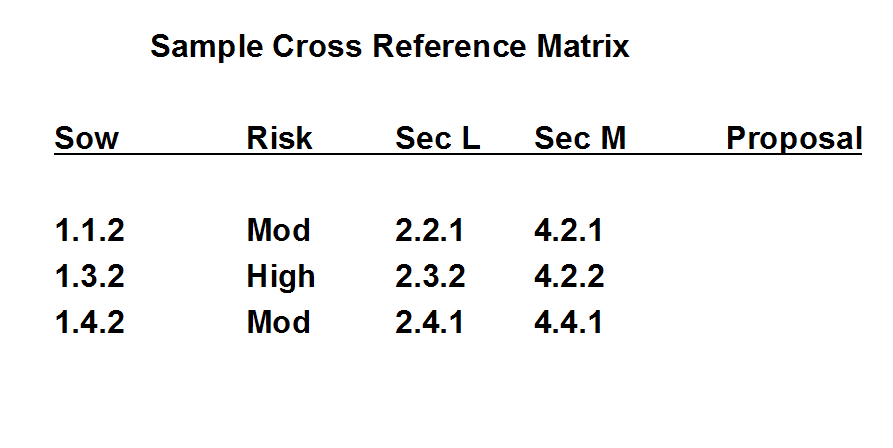 Sample Cross Reference Matrix
Sow Risk Sec L Sec M Proposal
1.1.2 Mod 2.2.1 4.2.1
1.3.2 High 2.3.2 4.2.2
1.4.2 Mod 2.4.1 4.4.1